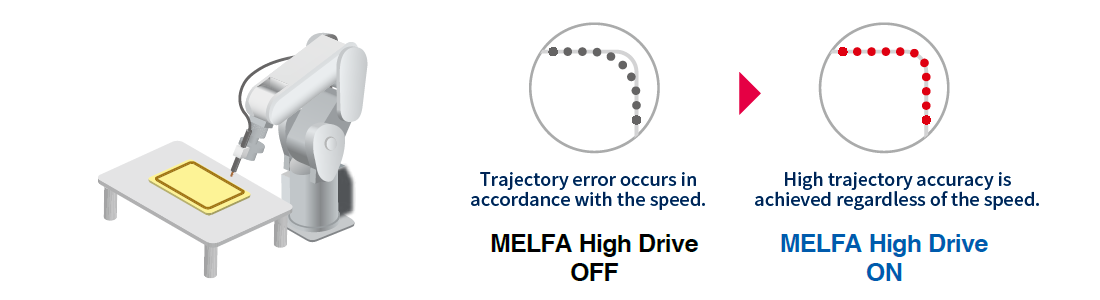 Trajectory error occurs in
accordance with the speed.
MELFA High Drive
OFF
High trajectory accuracy is
achieved regardless of the speed.
MELFA High Drive
ON